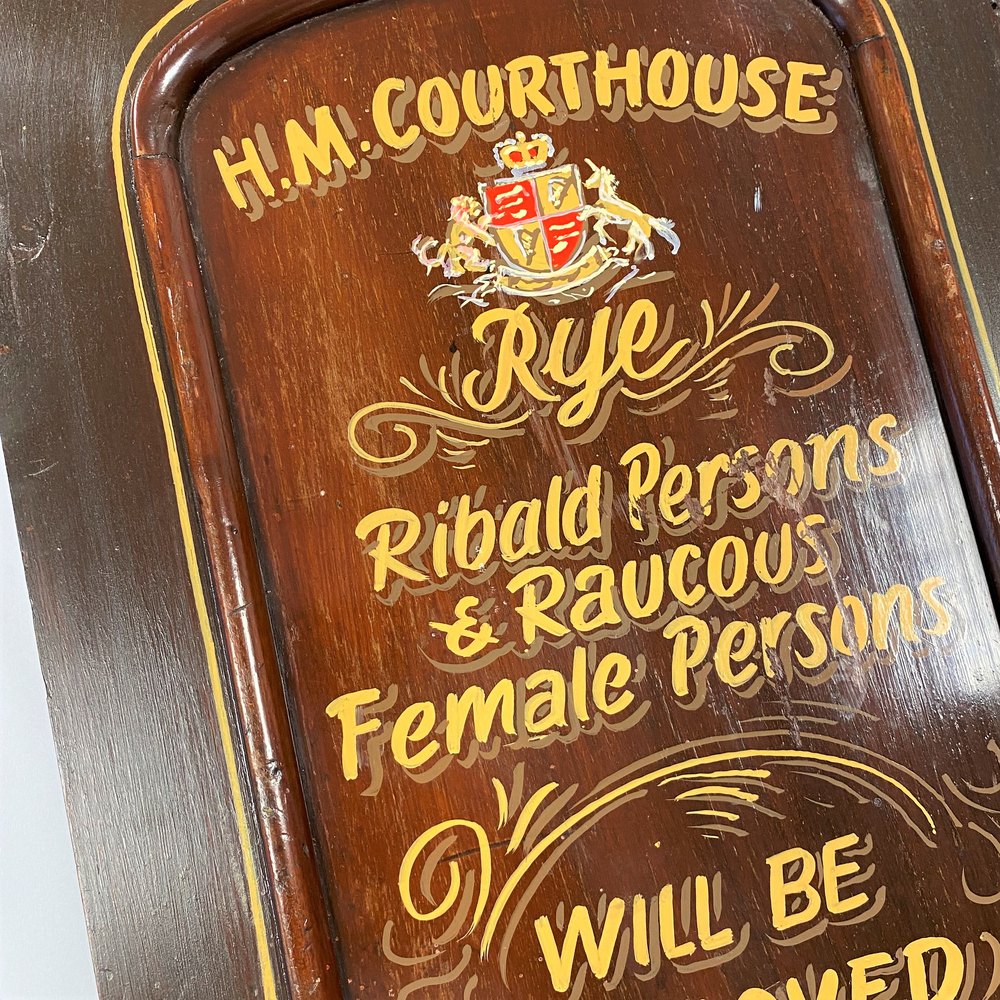 H.M. COURTHOUSE
Rye
Ribald Persons
& Raucous
Female Persons
WILL BE